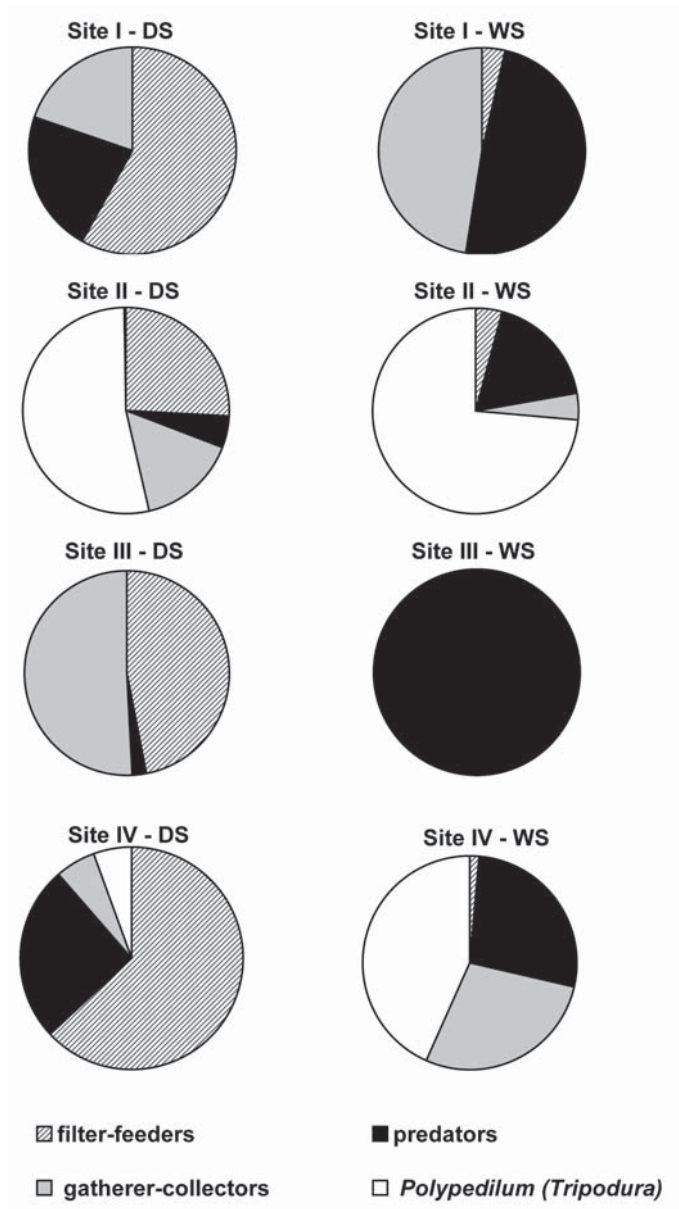 Site I - DS
Site I - WS
Site II - DS
Site II - WS
Site III - DS
Site III - WS
Site IV - DS
Site IV - WS
filter-feeders
predators
gatherer-collectors
Polypedilum (Tripodura)